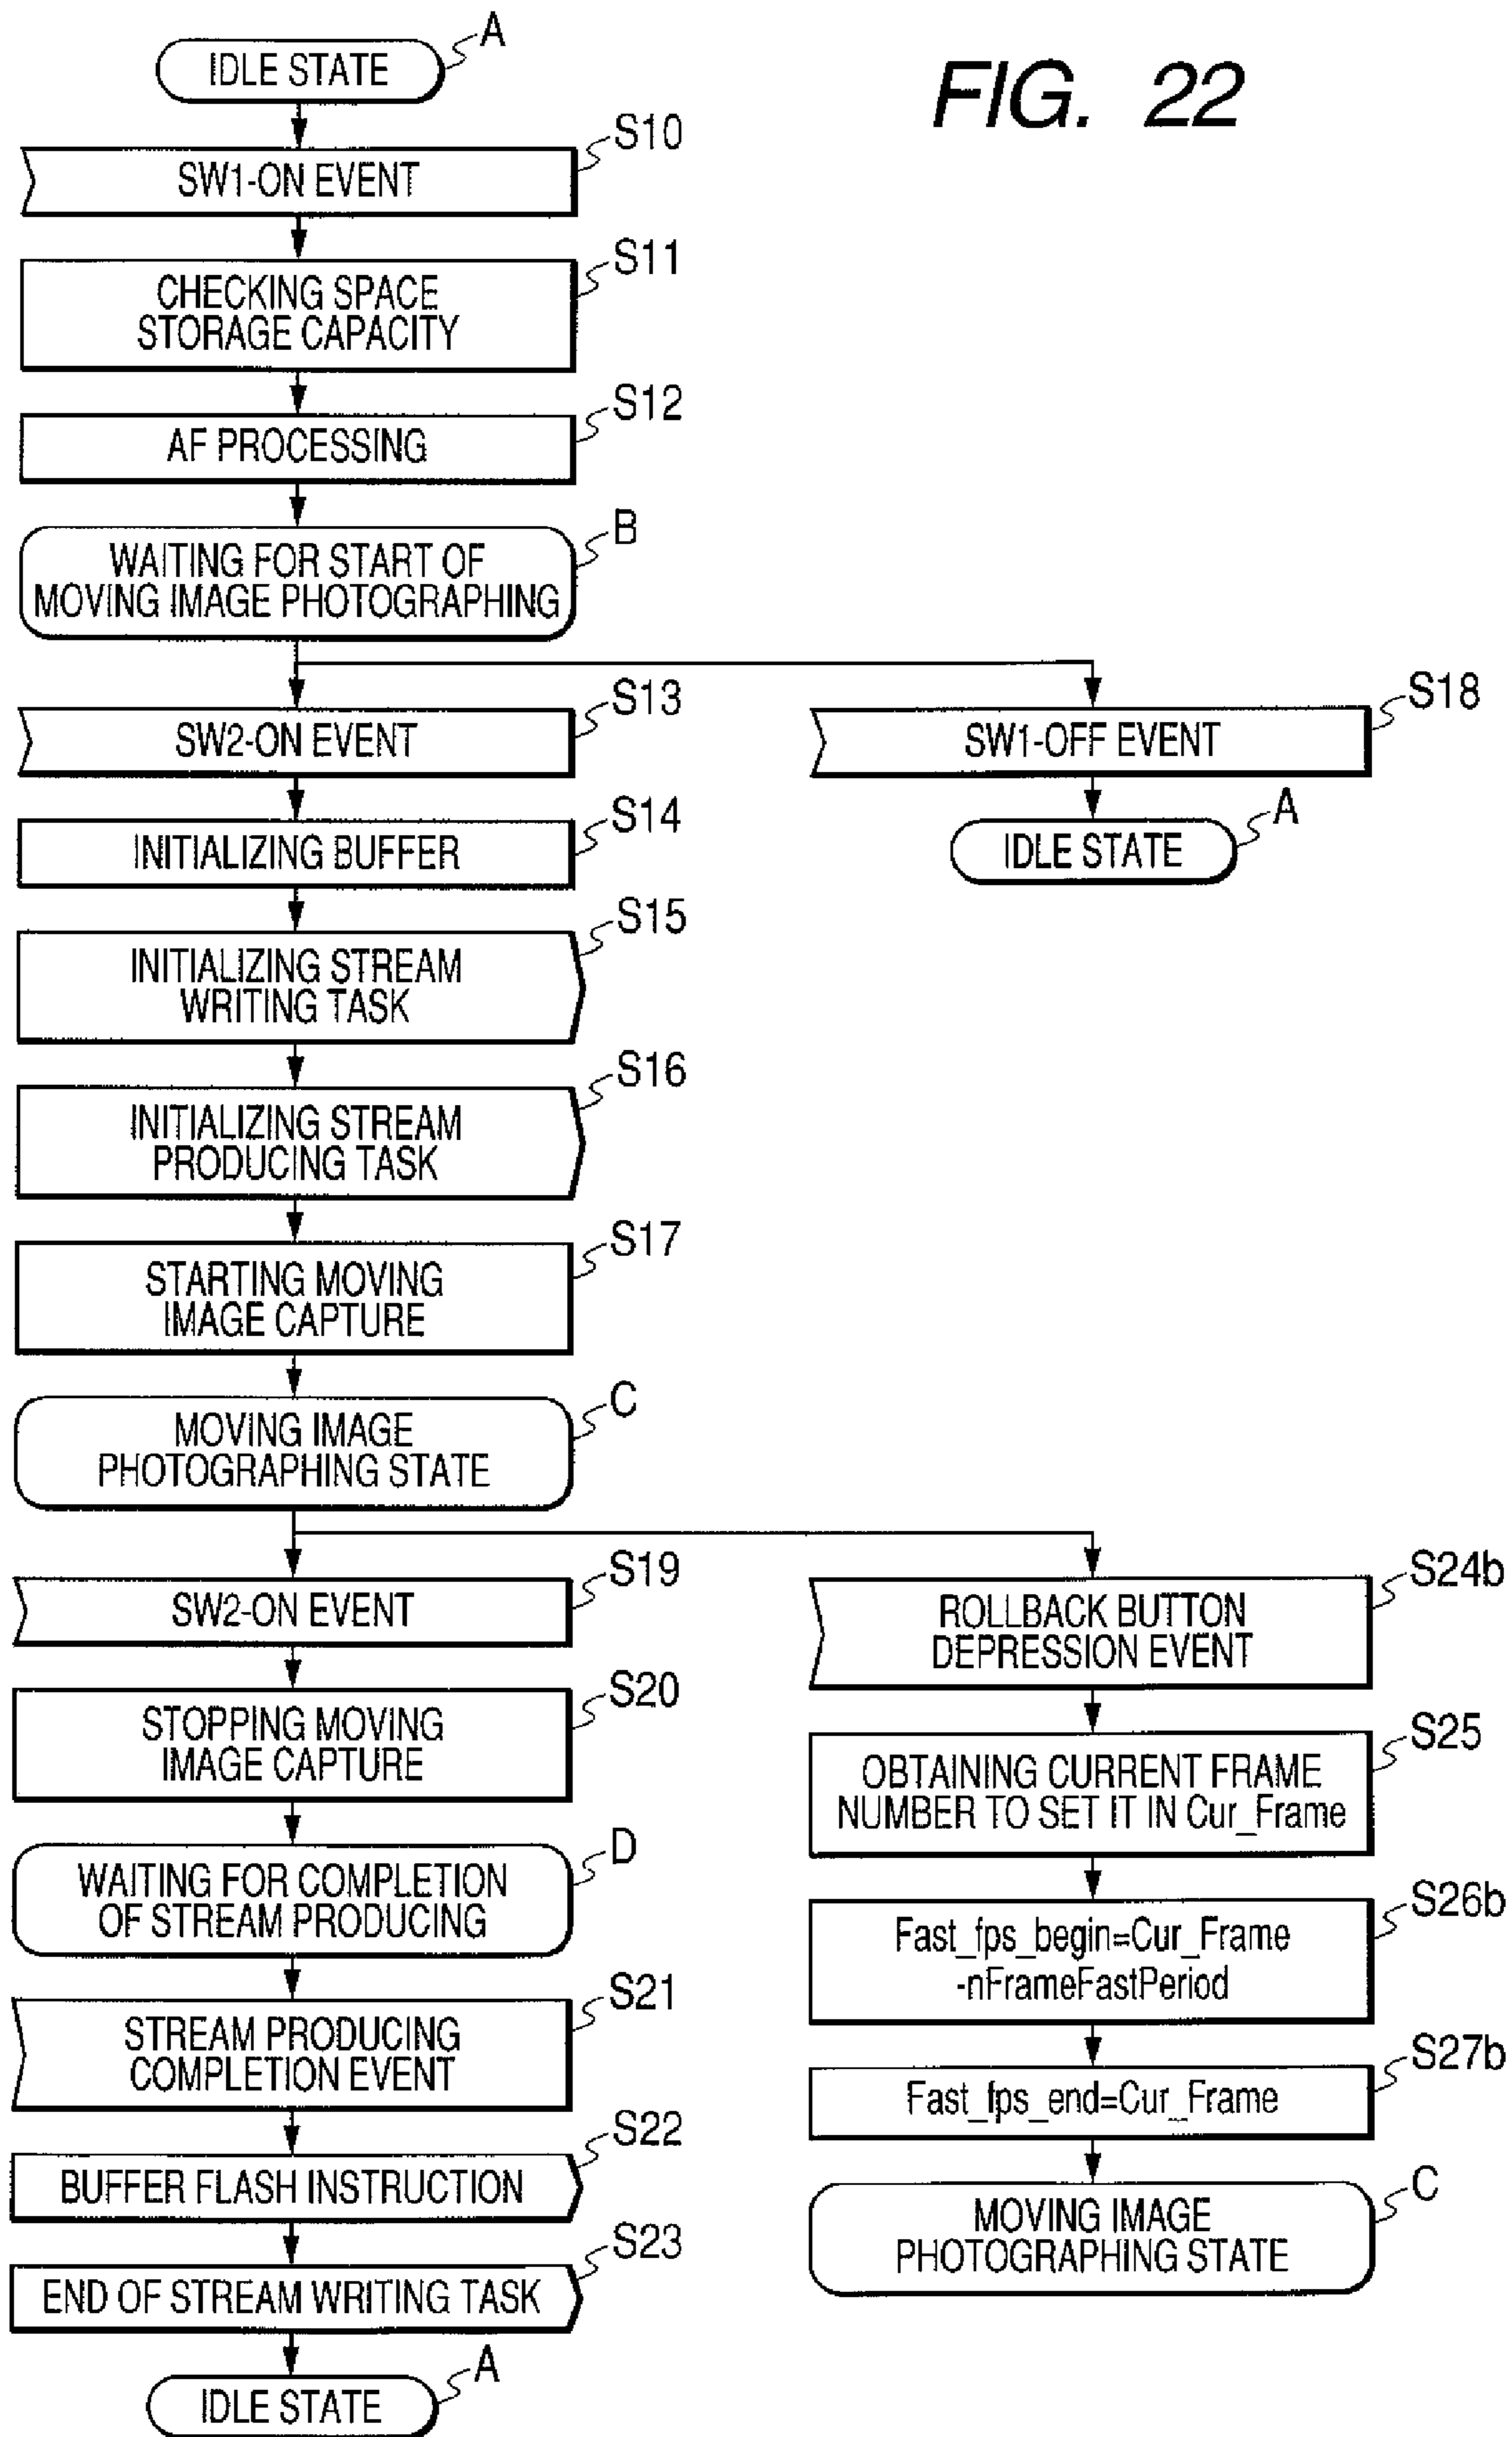 FIG. 22
IDLE STATE
A
SW1-ON EVENT
S10
CHECKING SPACE
STORAGE CAPACITY
S11
AF PROCESSING
S12
WAITING FOR START OF
MOVING IMAGE PHOTOGRAPHING
B
SW2-ON EVENT
S13
INITIALIZING BUFFER
S14
INITIALIZING STREAM
WRITING TASK
S15
INITIALIZING STREAM
PRODUCING TASK
S16
STARTING MOVING
IMAGE CAPTURE
S17
MOVING IMAGE
PHOTOGRAPHING STATE
C
SW1-OFF EVENT
S18
IDLE STATE
A
SW2-ON EVENT
S19
STOPPING MOVING
IMAGE CAPTURE
S20
WAITING FOR COMPLETION
OF STREAM PRODUCING
D
STREAM PRODUCING
COMPLETION EVENT
S21
BUFFER FLASH INSTRUCTION
S22
END OF STREAM WRITING TASK
S23
IDLE STATE
A
ROLLBACK BUTTON
DEPRESSION EVENT
S24b
OBTAINING CURRENT FRAME
NUMBER TO SET IT IN Cur_Frame
S25
Fast_fps_begin=Cur_Frame
-nFrameFastPeriod
S26b
Fast_fps_end=Cur_Frame
S27b
MOVING IMAGE
PHOTOGRAPHING STATE
C